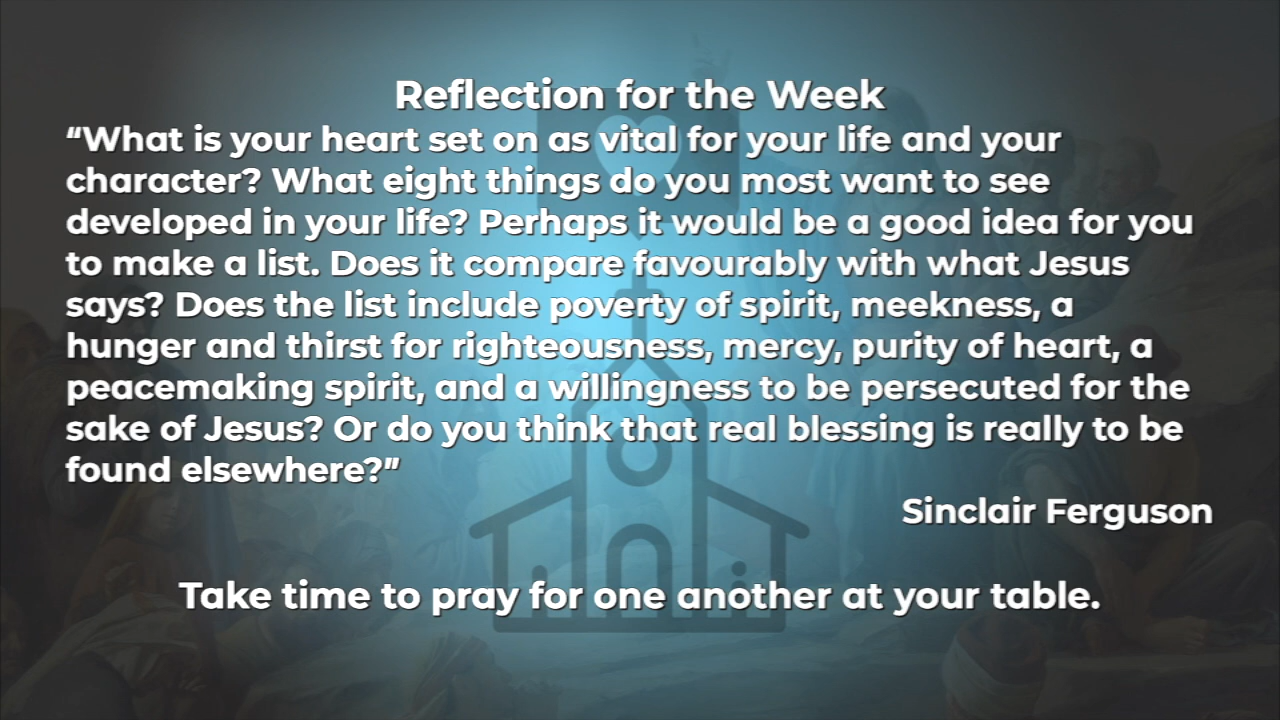 Reflection for the Week
“What is your heart set on as vital for your life and your
character? What eight things do you most want to see
developed in your life? Perhaps it would be a good idea for you
to make a list. Does it compare favourably with what Jesus
says? Does the list include poverty of spirit, meekness, a
hunger and thirst for righteousness, mercy, purity of heart, a
peacemaking spirit, and a willingness to be persecuted for the
sake of Jesus? Or do you think that real blessing is really to be
found elsewhere?”
Sinclair Ferguson
Take time to pray for one another at your table.